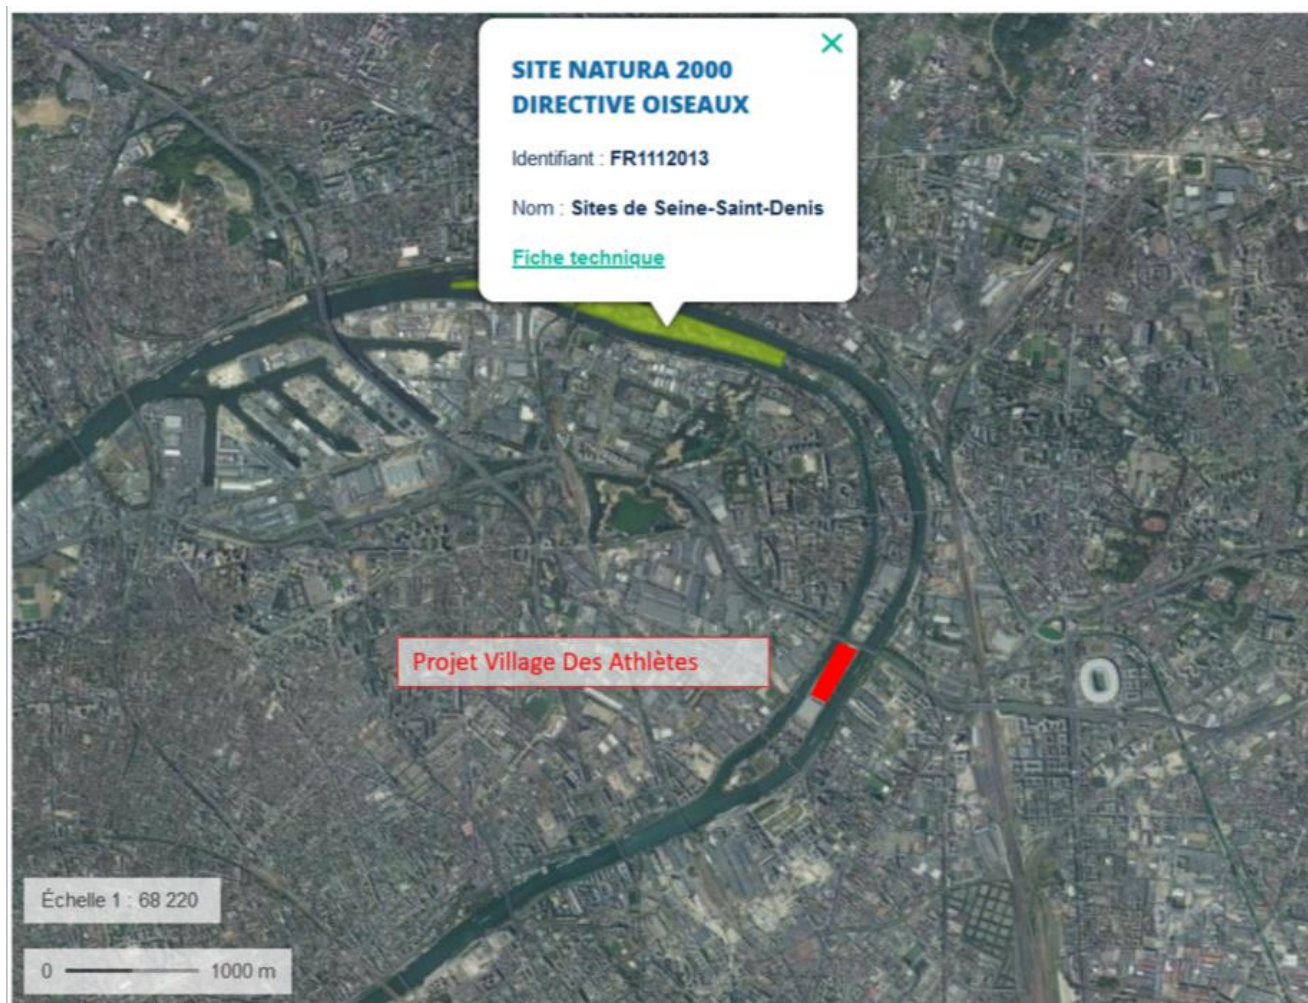 SITE NATURA 2000
DIRECTIVE OISEAUX
Identifiant : FR1112013
Nom : Sites de Seine-Saint-Denis
Fiche technique
Projet Village Des Athlètes
Échelle 1 : 68 220
0 1000 m